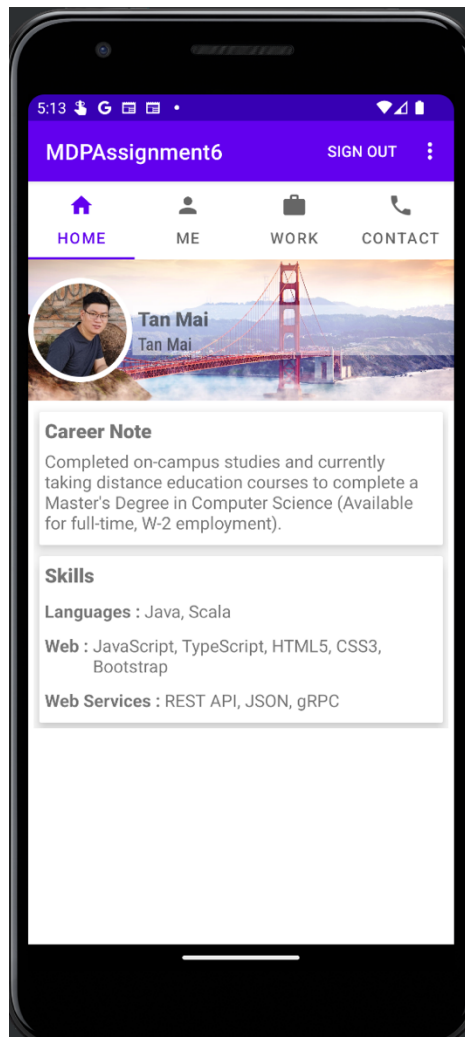 5:13 G
MDPAssignment6 SIGN OUT
HOME ME WORK CONTACT
Tan Mai
Tan Mai
Career Note
Completed on-campus studies and currently
taking distance education courses to complete a
Master's Degree in Computer Science (Available
for full-time, W-2 employment).
Skills
Languages : Java, Scala
Web : JavaScript, TypeScript, HTML5, CSS3,
Bootstrap
Web Services : REST API, JSON, gRPC